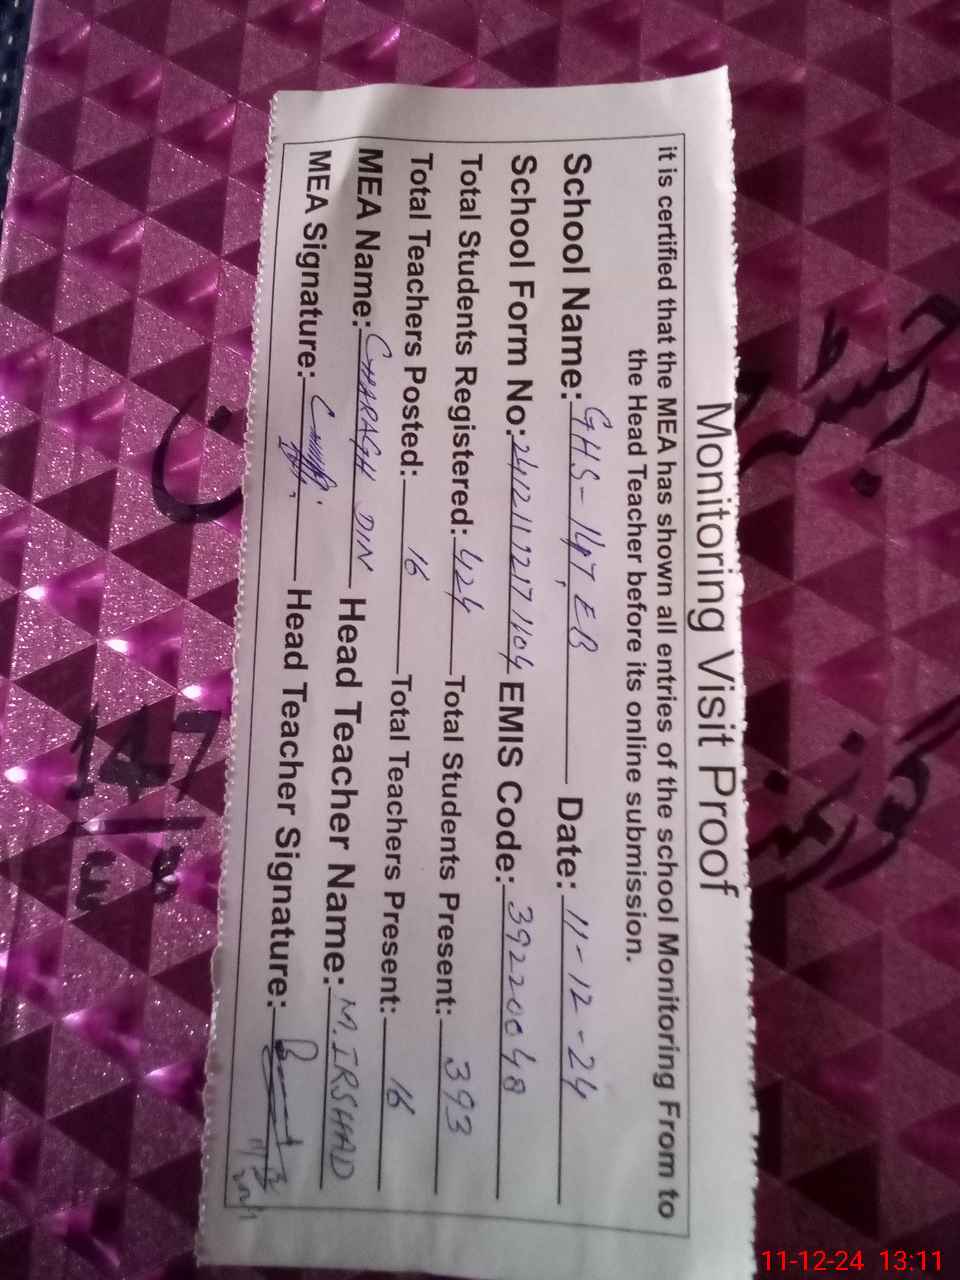 Monitoring Visit Proof
it is certified that the MEA has shown all entries of the school Monitoring From to
the Head Teacher before its online submission.
School Name: GHS-147, EB Date: 11-12-24
School Form No: 24121112171104 EMIS Code: 39220048
Total Students Registered: 424 Total Students Present: 393
Total Teachers Posted: 16 Total Teachers Present: 16
MEA Name: CHARAGH DIN Head Teacher Name: M. IRSHAD
MEA Signature: Head Teacher Signature:
11-12-24 13:11